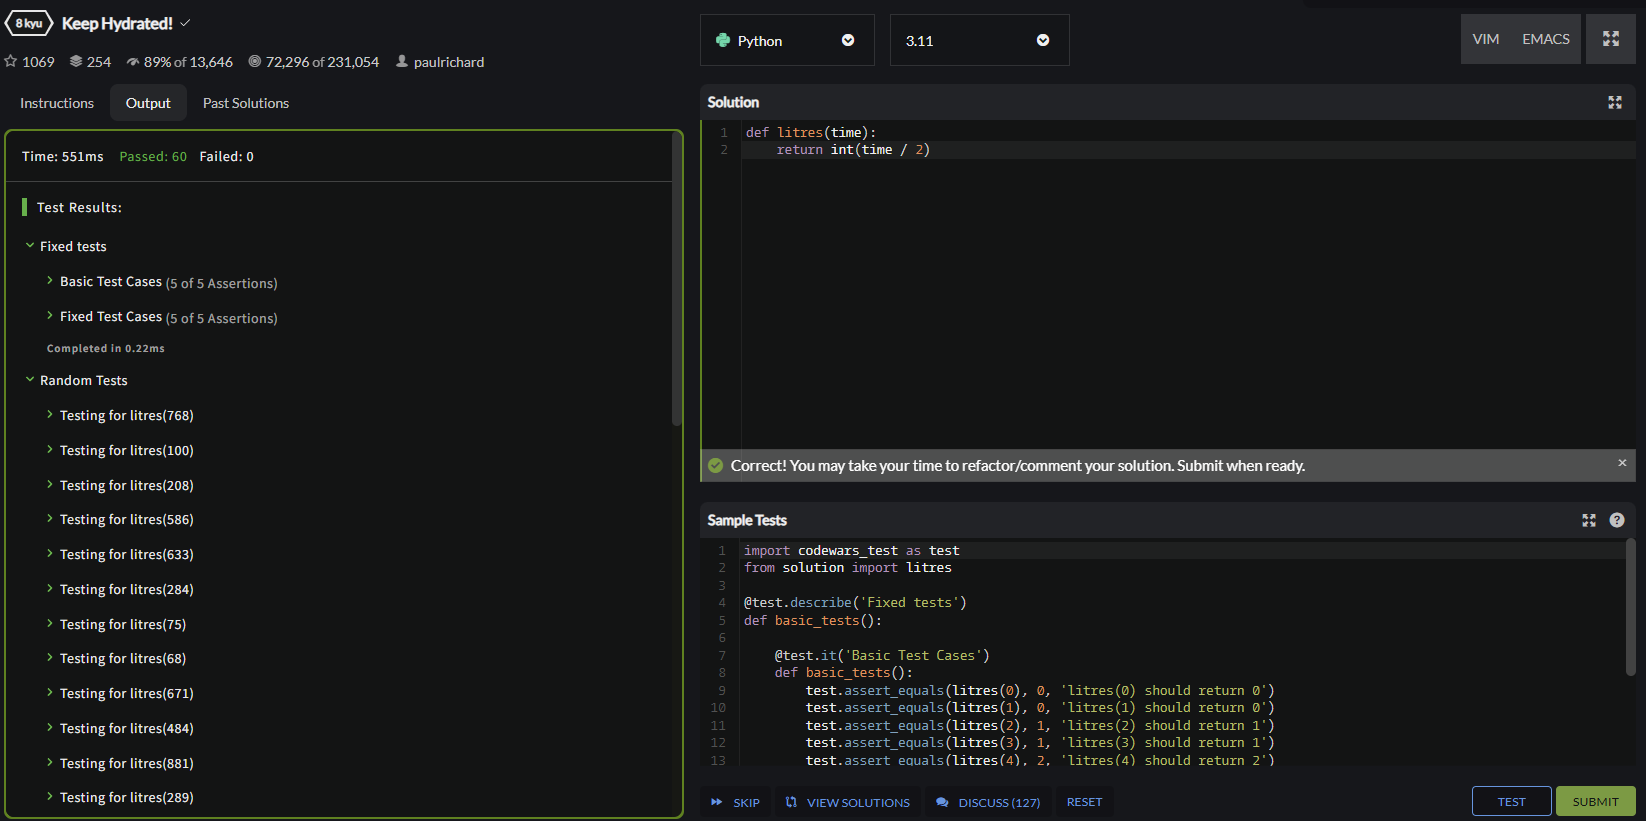 8 kyu Keep Hydrated!
1069 254 89% of 13,646 72,296 of 231,054 paulrichard
Instructions Output Past Solutions
Time: 551ms Passed: 60 Failed: 0
Test Results:
Fixed tests
Basic Test Cases (5 of 5 Assertions)
Fixed Test Cases (5 of 5 Assertions)
Completed in 0.22ms
Random Tests
Testing for litres(768)
Testing for litres(100)
Testing for litres(208)
Testing for litres(586)
Testing for litres(633)
Testing for litres(284)
Testing for litres(75)
Testing for litres(68)
Testing for litres(671)
Testing for litres(484)
Testing for litres(881)
Testing for litres(289)
Python 3.11 VIM EMACS
Solution
1 def litres(time):
2     return int(time / 2)
Correct! You may take your time to refactor/comment your solution. Submit when ready. ×
Sample Tests ?
1 import codewars_test as test
2 from solution import litres
3
4 @test.describe('Fixed tests')
5 def basic_tests():
6
7     @test.it('Basic Test Cases')
8     def basic_tests():
9         test.assert_equals(litres(0), 0, 'litres(0) should return 0')
10         test.assert_equals(litres(1), 0, 'litres(1) should return 0')
11         test.assert_equals(litres(2), 1, 'litres(2) should return 1')
12         test.assert_equals(litres(3), 1, 'litres(3) should return 1')
13         test.assert_equals(litres(4), 2, 'litres(4) should return 2')
SKIP VIEW SOLUTIONS DISCUSS (127) RESET TEST SUBMIT